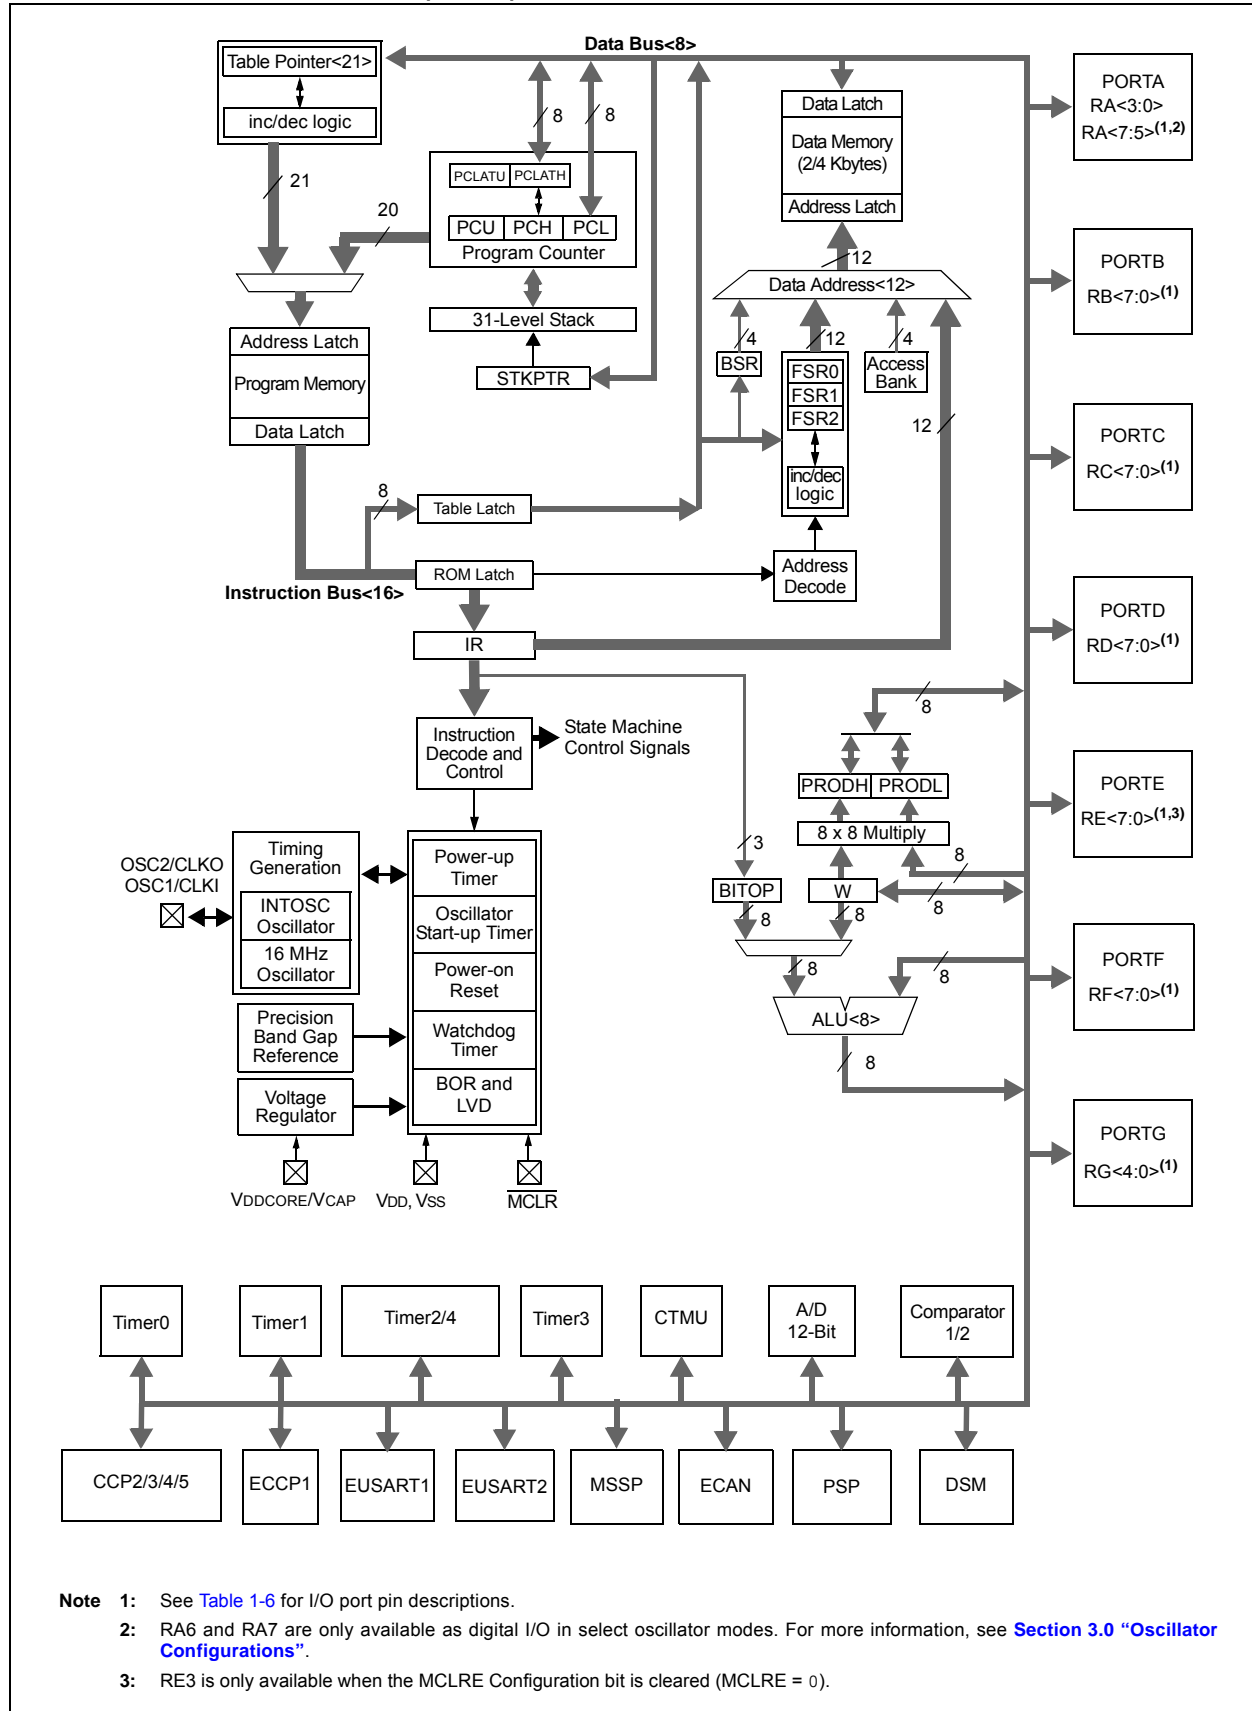 Data Bus<8>
Table Pointer<21>
inc/dec logic
21
20
8
8
PCLATU PCLATH
PCU PCH PCL
Program Counter
31-Level Stack
STKPTR
Address Latch
Program Memory
Data Latch
Data Latch
Data Memory
(2/4 Kbytes)
Address Latch
12
Data Address<12>
4
12
4
BSR
FSR0
FSR1
FSR2
inc/dec
logic
Access
Bank
12
8
Table Latch
ROM Latch
Instruction Bus<16>
Address
Decode
IR
Instruction
Decode and
Control
State Machine
Control Signals
8
PRODH PRODL
8 x 8 Multiply
3
8
BITOP
W
8
8
8
8
8
ALU<8>
8
OSC2/CLKO
OSC1/CLKI
Timing
Generation
INTOSC
Oscillator
16 MHz
Oscillator
Precision
Band Gap
Reference
Voltage
Regulator
Power-up
Timer
Oscillator
Start-up Timer
Power-on
Reset
Watchdog
Timer
BOR and
LVD
VDDCORE/VCAP
VDD, VSS
MCLR
PORTA
RA<3:0>
RA<7:5>(1,2)
PORTB
RB<7:0>(1)
PORTC
RC<7:0>(1)
PORTD
RD<7:0>(1)
PORTE
RE<7:0>(1,3)
PORTF
RF<7:0>(1)
PORTG
RG<4:0>(1)
Timer0
Timer1
Timer2/4
Timer3
CTMU
A/D
12-Bit
Comparator
1/2
CCP2/3/4/5
ECCP1
EUSART1
EUSART2
MSSP
ECAN
PSP
DSM
Note 1: See Table 1-6 for I/O port pin descriptions.
2: RA6 and RA7 are only available as digital I/O in select oscillator modes. For more information, see Section 3.0 “Oscillator
Configurations”.
3: RE3 is only available when the MCLRE Configuration bit is cleared (MCLRE = 0).